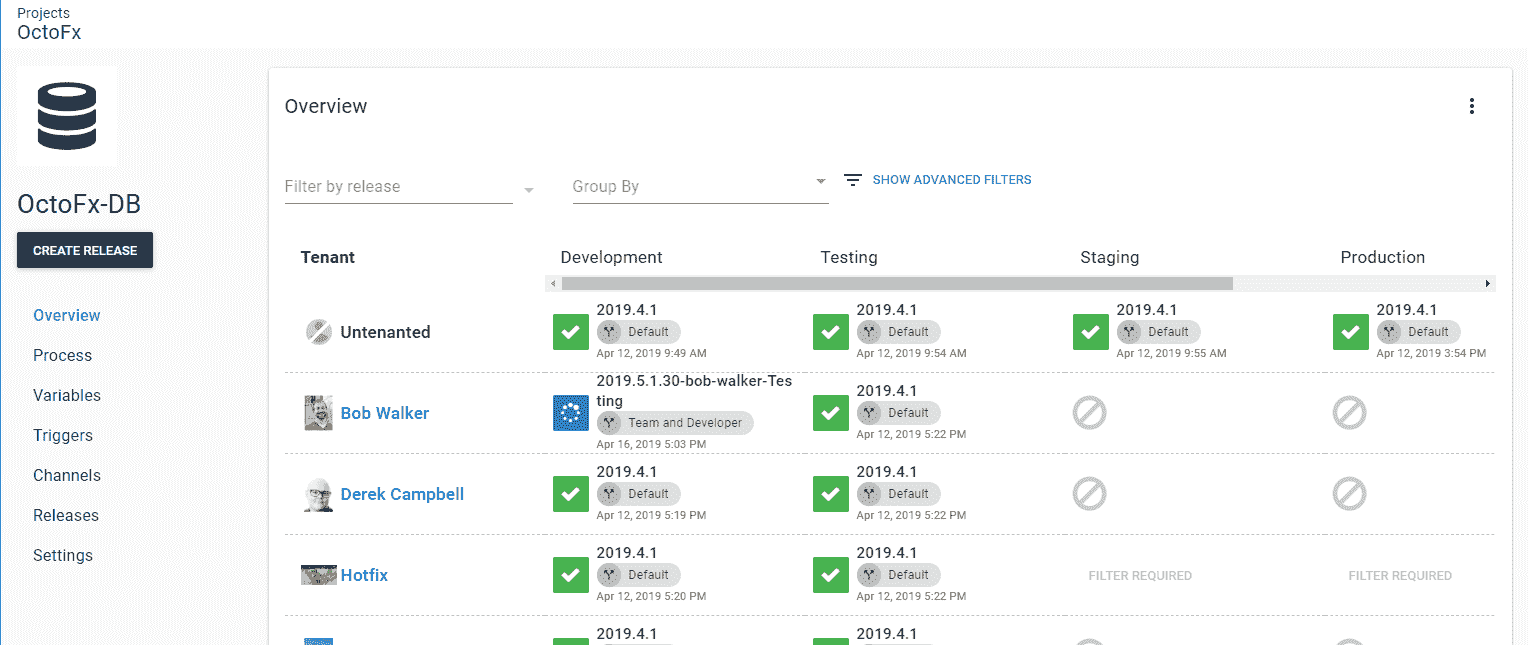 Projects
OctoFx
OctoFx-DB
CREATE RELEASE
Overview
Process
Variables
Triggers
Channels
Releases
Settings
Overview
Filter by release
Group By
SHOW ADVANCED FILTERS
Tenant
Development
Testing
Staging
Production
Untenanted
2019.4.1
Default
Apr 12, 2019 9:49 AM
2019.4.1
Default
Apr 12, 2019 9:54 AM
2019.4.1
Default
Apr 12, 2019 9:55 AM
2019.4.1
Default
Apr 12, 2019 3:54 PM
Bob Walker
2019.5.1.30-bob-walker-Tes
ting
Team and Developer
Apr 16, 2019 5:03 PM
2019.4.1
Default
Apr 12, 2019 5:22 PM
Derek Campbell
2019.4.1
Default
Apr 12, 2019 5:19 PM
2019.4.1
Default
Apr 12, 2019 5:22 PM
Hotfix
2019.4.1
Default
Apr 12, 2019 5:20 PM
2019.4.1
Default
Apr 12, 2019 5:22 PM
FILTER REQUIRED
FILTER REQUIRED
2019.4.1
2019.4.1